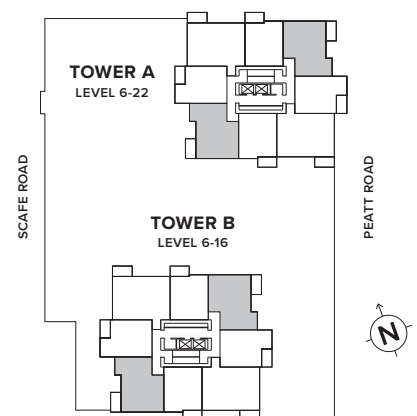 TOWER A
LEVEL 6-22
SCAFE ROAD
PEATT ROAD
TOWER B
LEVEL 6-16
N